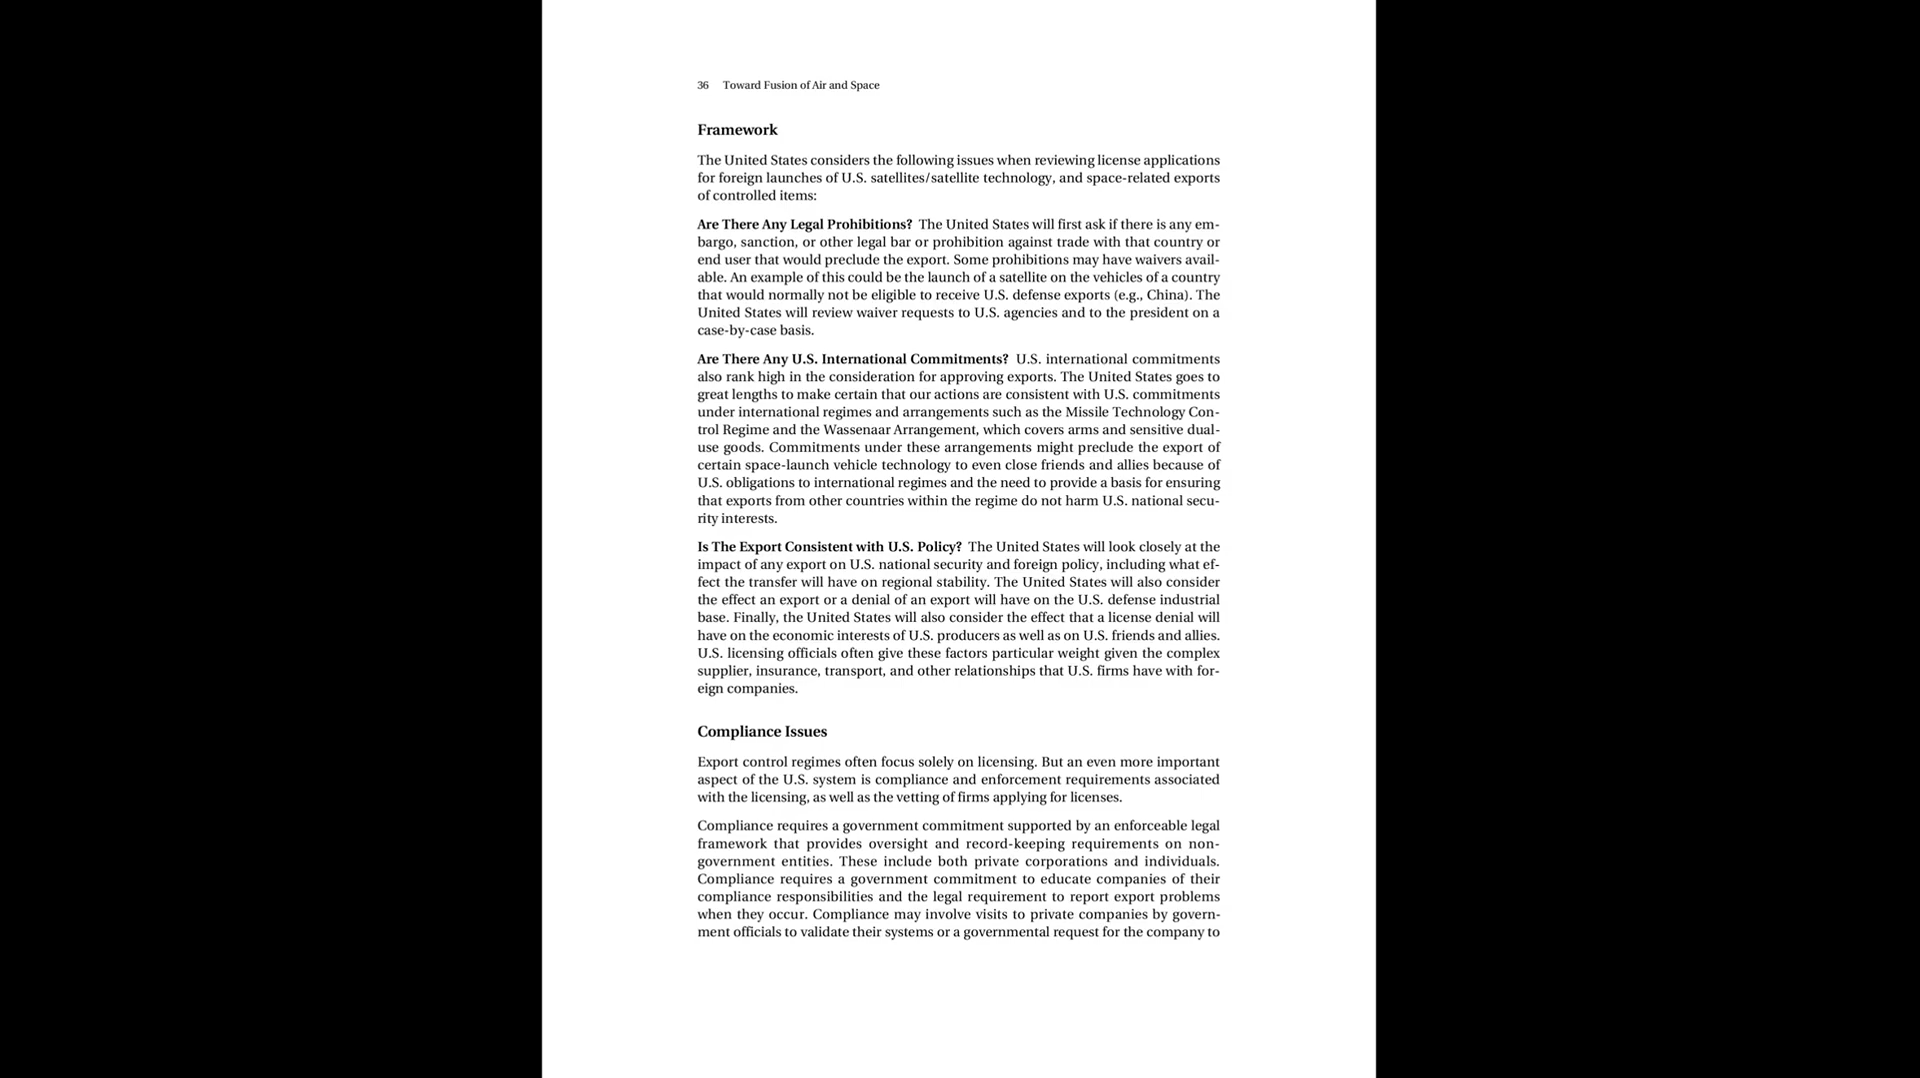 36 Toward Fusion of Air and Space
Framework
The United States considers the following issues when reviewing license applications
for foreign launches of U.S. satellites/satellite technology, and space-related exports
of controlled items:
Are There Any Legal Prohibitions? The United States will first ask if there is any em-
bargo, sanction, or other legal bar or prohibition against trade with that country or
end user that would preclude the export. Some prohibitions may have waivers avail-
able. An example of this could be the launch of a satellite on the vehicles of a country
that would normally not be eligible to receive U.S. defense exports (e.g., China). The
United States will review waiver requests to U.S. agencies and to the president on a
case-by-case basis.
Are There Any U.S. International Commitments? U.S. international commitments
also rank high in the consideration for approving exports. The United States goes to
great lengths to make certain that our actions are consistent with U.S. commitments
under international regimes and arrangements such as the Missile Technology Con-
trol Regime and the Wassenaar Arrangement, which covers arms and sensitive dual-
use goods. Commitments under these arrangements might preclude the export of
certain space-launch vehicle technology to even close friends and allies because of
U.S. obligations to international regimes and the need to provide a basis for ensuring
that exports from other countries within the regime do not harm U.S. national secu-
rity interests.
Is The Export Consistent with U.S. Policy? The United States will look closely at the
impact of any export on U.S. national security and foreign policy, including what ef-
fect the transfer will have on regional stability. The United States will also consider
the effect an export or a denial of an export will have on the U.S. defense industrial
base. Finally, the United States will also consider the effect that a license denial will
have on the economic interests of U.S. producers as well as on U.S. friends and allies.
U.S. licensing officials often give these factors particular weight given the complex
supplier, insurance, transport, and other relationships that U.S. firms have with for-
eign companies.
Compliance Issues
Export control regimes often focus solely on licensing. But an even more important
aspect of the U.S. system is compliance and enforcement requirements associated
with the licensing, as well as the vetting of firms applying for licenses.
Compliance requires a government commitment supported by an enforceable legal
framework that provides oversight and record-keeping requirements on non-
government entities. These include both private corporations and individuals.
Compliance requires a government commitment to educate companies of their
compliance responsibilities and the legal requirement to report export problems
when they occur. Compliance may involve visits to private companies by govern-
ment officials to validate their systems or a governmental request for the company to